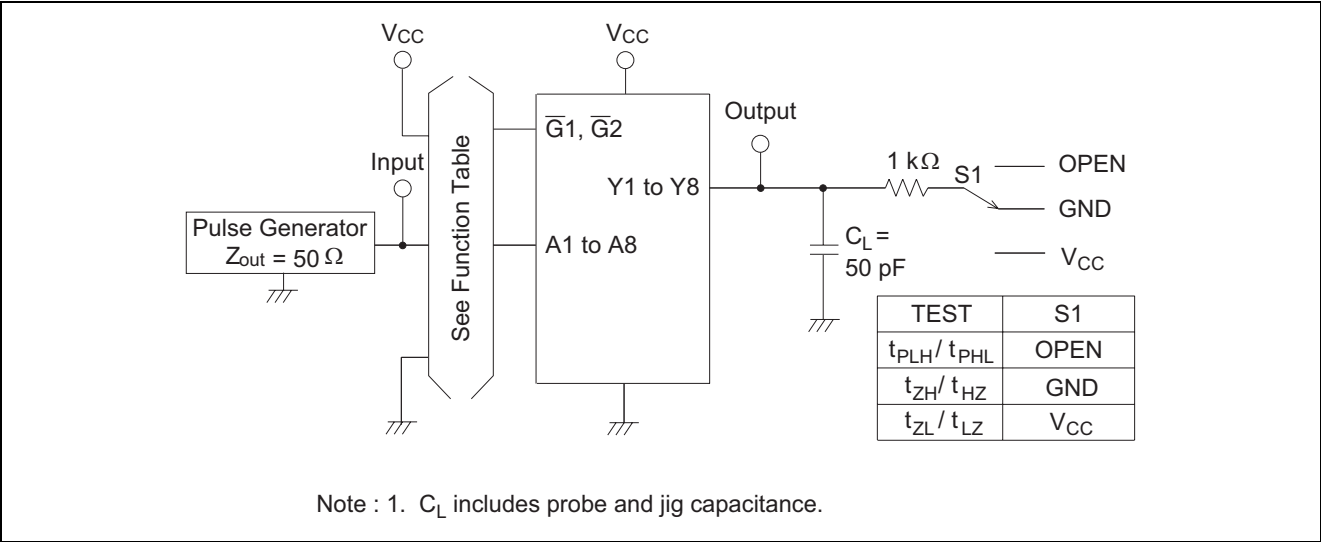 VCC
VCC
Output
G̅1, G̅2
Input
1 kΩ
S1
OPEN
See Function Table
Y1 to Y8
GND
Pulse Generator
Zout = 50 Ω
A1 to A8
CL =
50 pF
VCC
TEST S1
tPLH / tPHL OPEN
tZH / tHZ GND
tZL / tLZ VCC
Note : 1. CL includes probe and jig capacitance.